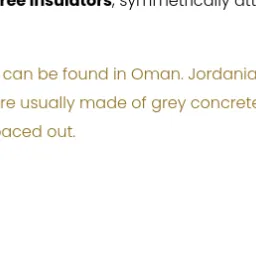 ree insulators, symmetrically att
can be found in Oman. Jordania
re usually made of grey concrete
paced out.